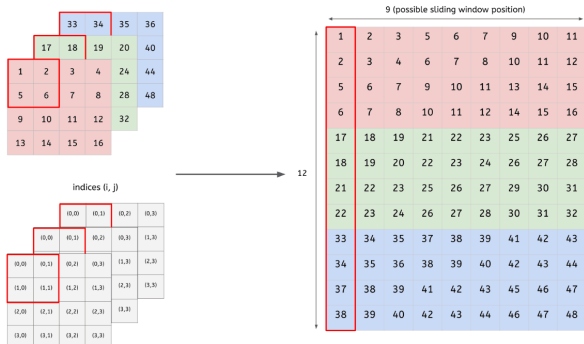 33 34 35 36
17 18 19 20 40
1 2 3 4 24 44
5 6 7 8 28 48
9 10 11 12 32
13 14 15 16
indices (i, j)
(0,0) (0,1) (0,2) (0,3)
(0,0) (0,1) (0,2) (0,3) (1,3)
(0,0) (0,1) (0,2) (0,3) (1,3) (2,3)
(1,0) (1,1) (1,2) (1,3) (2,3) (3,3)
(2,0) (2,1) (2,2) (2,3) (3,3)
(3,0) (3,1) (3,2) (3,3)
9 (possible sliding window position)
12
1 2 3 5 6 7 9 10 11
2 3 4 6 7 8 10 11 12
5 6 7 9 10 11 13 14 15
6 7 8 10 11 12 14 15 16
17 18 19 21 22 23 25 26 27
18 19 20 22 23 24 26 27 28
21 22 23 25 26 27 29 30 31
22 23 24 26 27 28 30 31 32
33 34 35 37 38 39 41 42 43
34 35 36 38 39 40 42 43 44
37 38 39 41 42 43 45 46 47
38 39 40 42 43 44 46 47 48